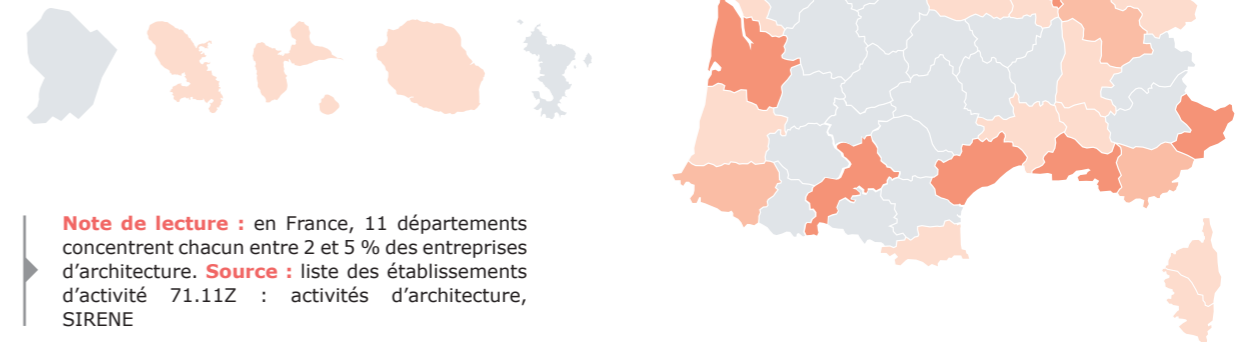 Note de lecture : en France, 11 départements
concentrent chacun entre 2 et 5 % des entreprises
d’architecture. Source : liste des établissements
d’activité 71.11Z : activités d’architecture,
SIRENE